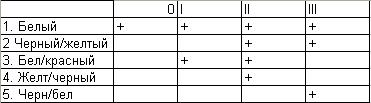 0 I II III
1. Белый + + + +
2 Черный/желтый + +
3. Бел/красный + +
4. Желт/черный +
5. Черн/бел +